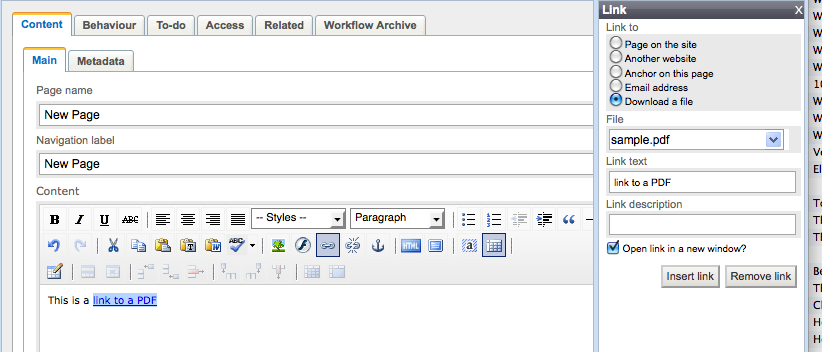 Content Behaviour To-do Access Related Workflow Archive
Main Metadata
Page name
New Page
Navigation label
New Page
Content
B I U ABC -- Styles -- Paragraph
ABC HTML
This is a link to a PDF
Link X
Link to
Page on the site
Another website
Anchor on this page
Email address
Download a file
File
sample.pdf
Link text
link to a PDF
Link description
Open link in a new window?
Insert link Remove link